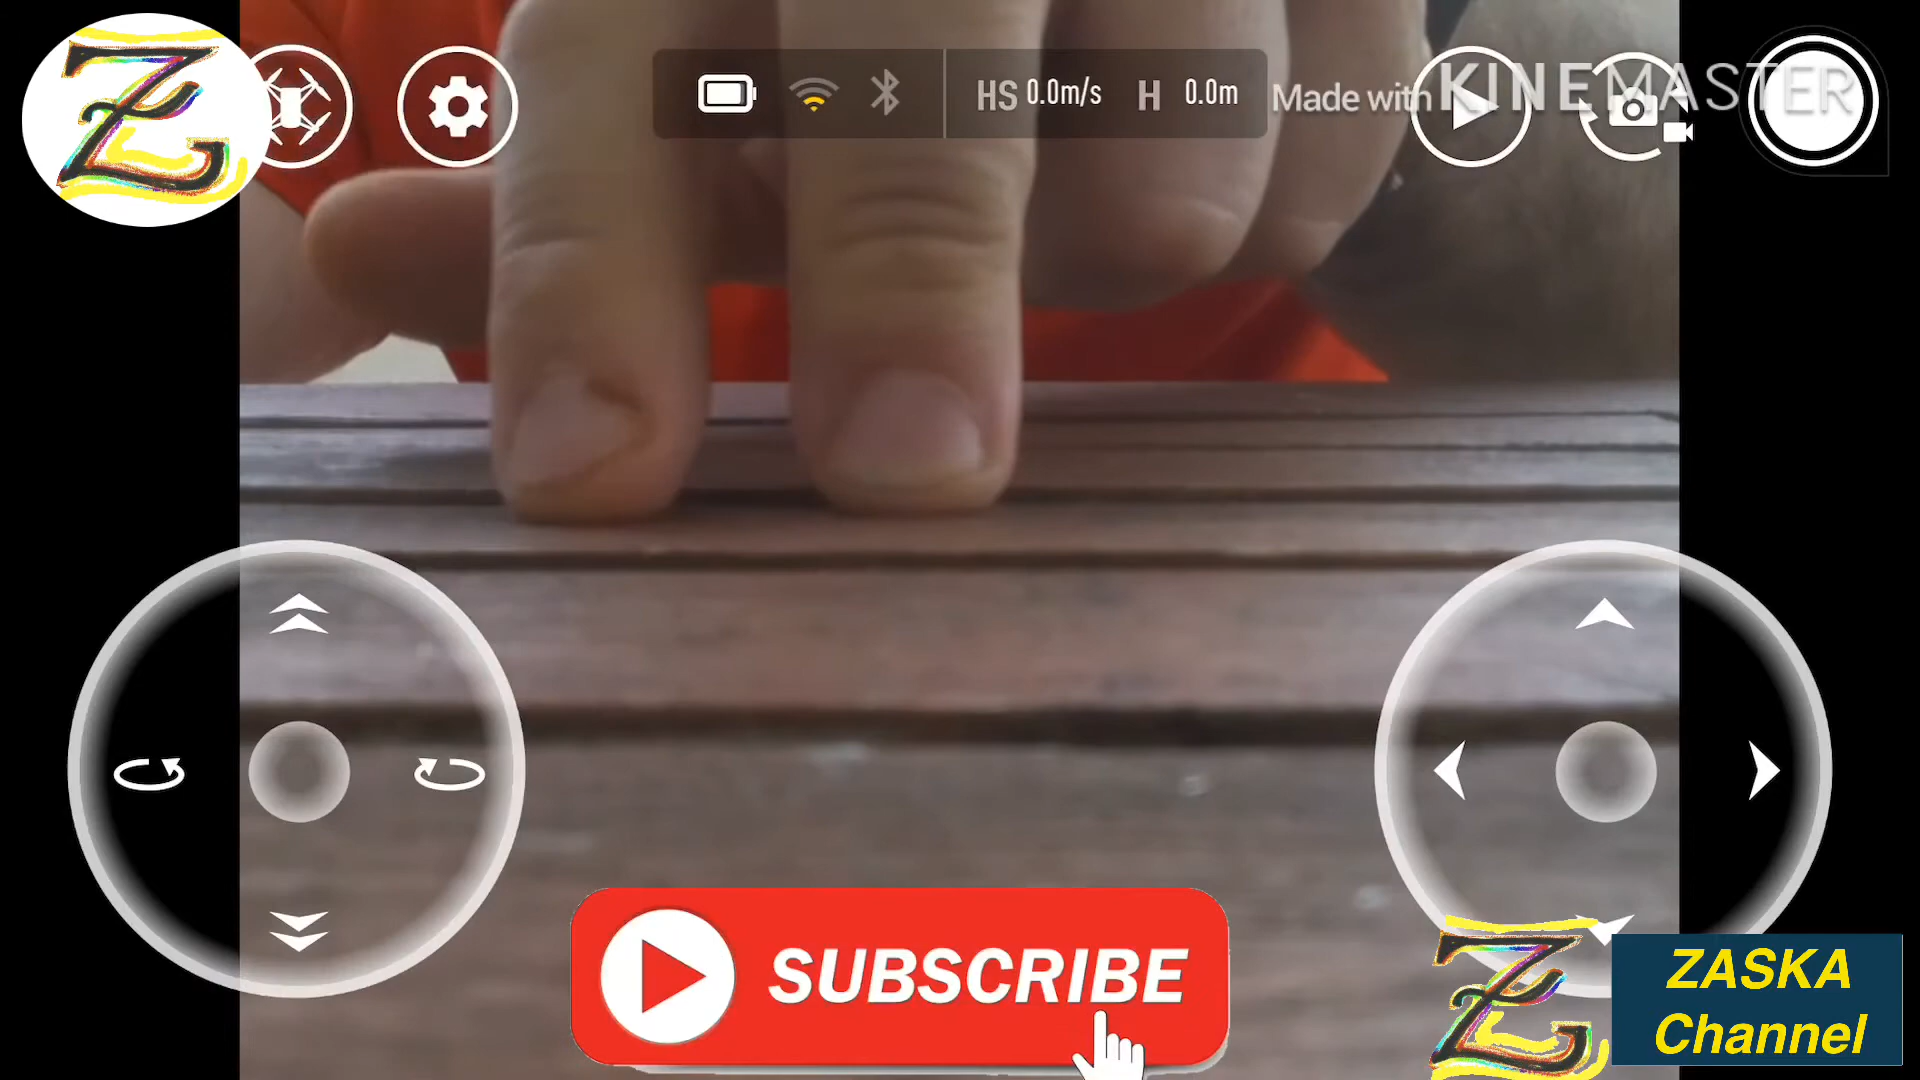 HS 0.0m/s H 0.0m
Made with KINEMASTER
SUBSCRIBE
ZASKA
Channel